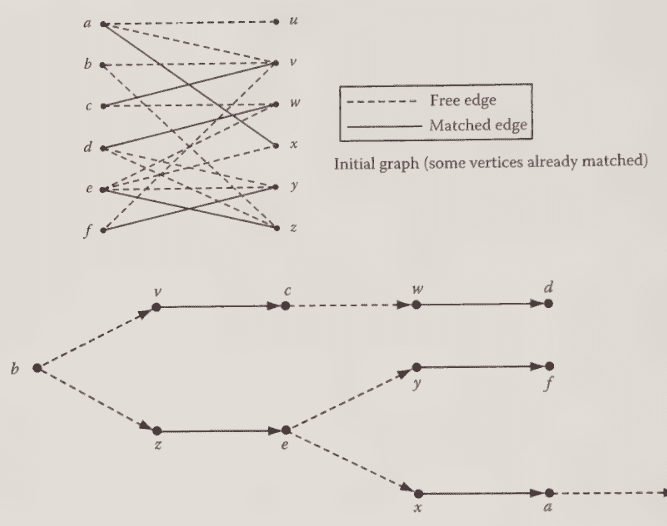 a
u
b
v
c
w
d
x
e
y
f
z
Free edge
Matched edge
Initial graph (some vertices already matched)
v
c
w
d
b
y
f
z
e
x
a